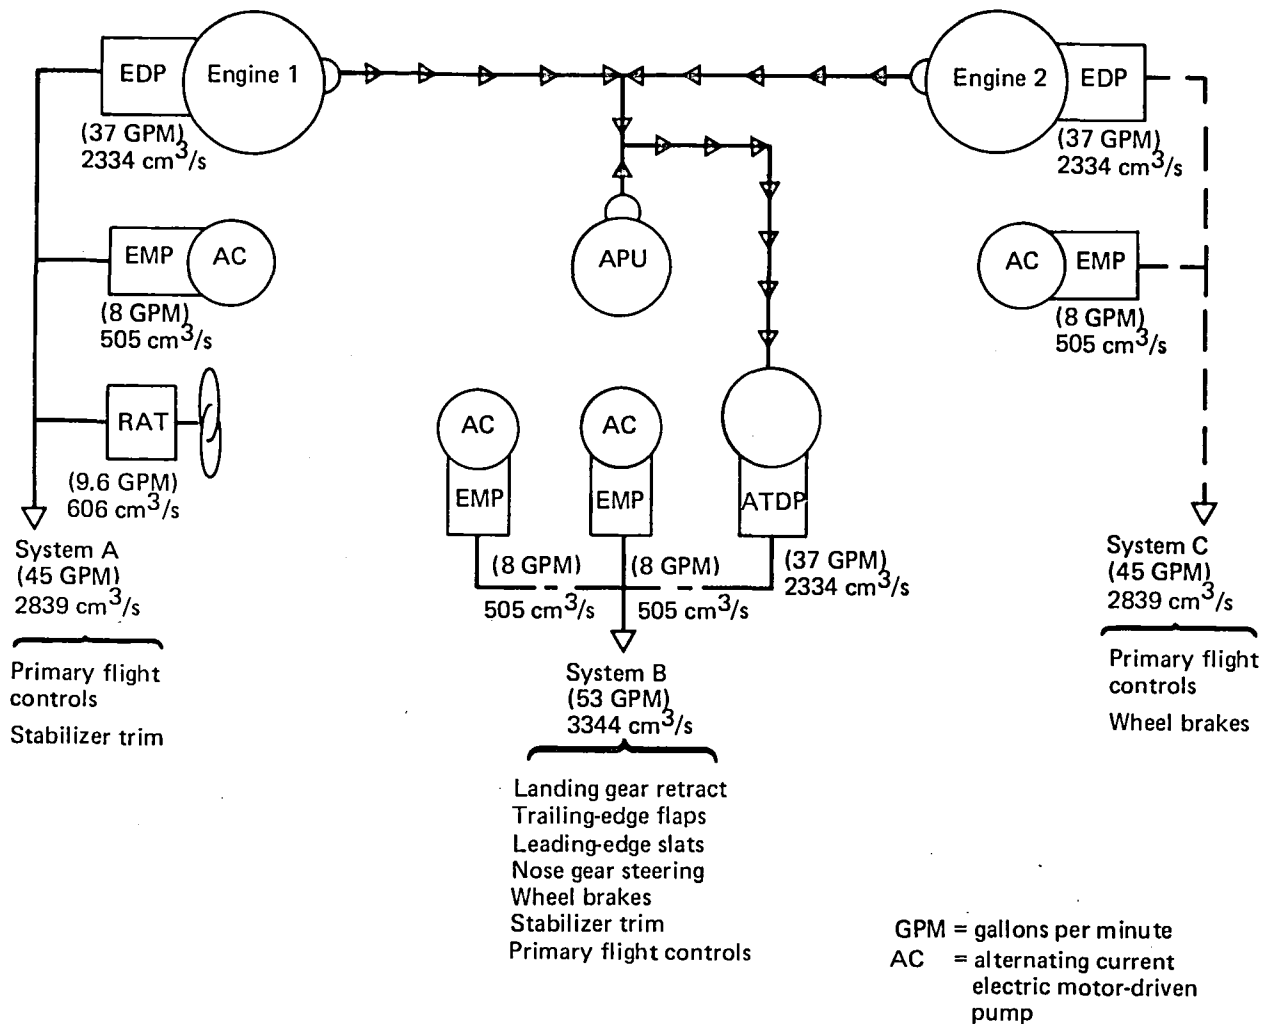 EDP
Engine 1
(37 GPM)
2334 cm³/s
Engine 2
EDP
(37 GPM)
2334 cm³/s
EMP
AC
(8 GPM)
505 cm³/s
APU
AC
EMP
(8 GPM)
505 cm³/s
RAT
(9.6 GPM)
606 cm³/s
AC
EMP
AC
EMP
ATDP
(8 GPM)
505 cm³/s
(8 GPM)
505 cm³/s
(37 GPM)
2334 cm³/s
System A
(45 GPM)
2839 cm³/s
Primary flight
controls
Stabilizer trim
System B
(53 GPM)
3344 cm³/s
Landing gear retract
Trailing-edge flaps
Leading-edge slats
Nose gear steering
Wheel brakes
Stabilizer trim
Primary flight controls
System C
(45 GPM)
2839 cm³/s
Primary flight
controls
Wheel brakes
GPM = gallons per minute
AC = alternating current
electric motor-driven
pump